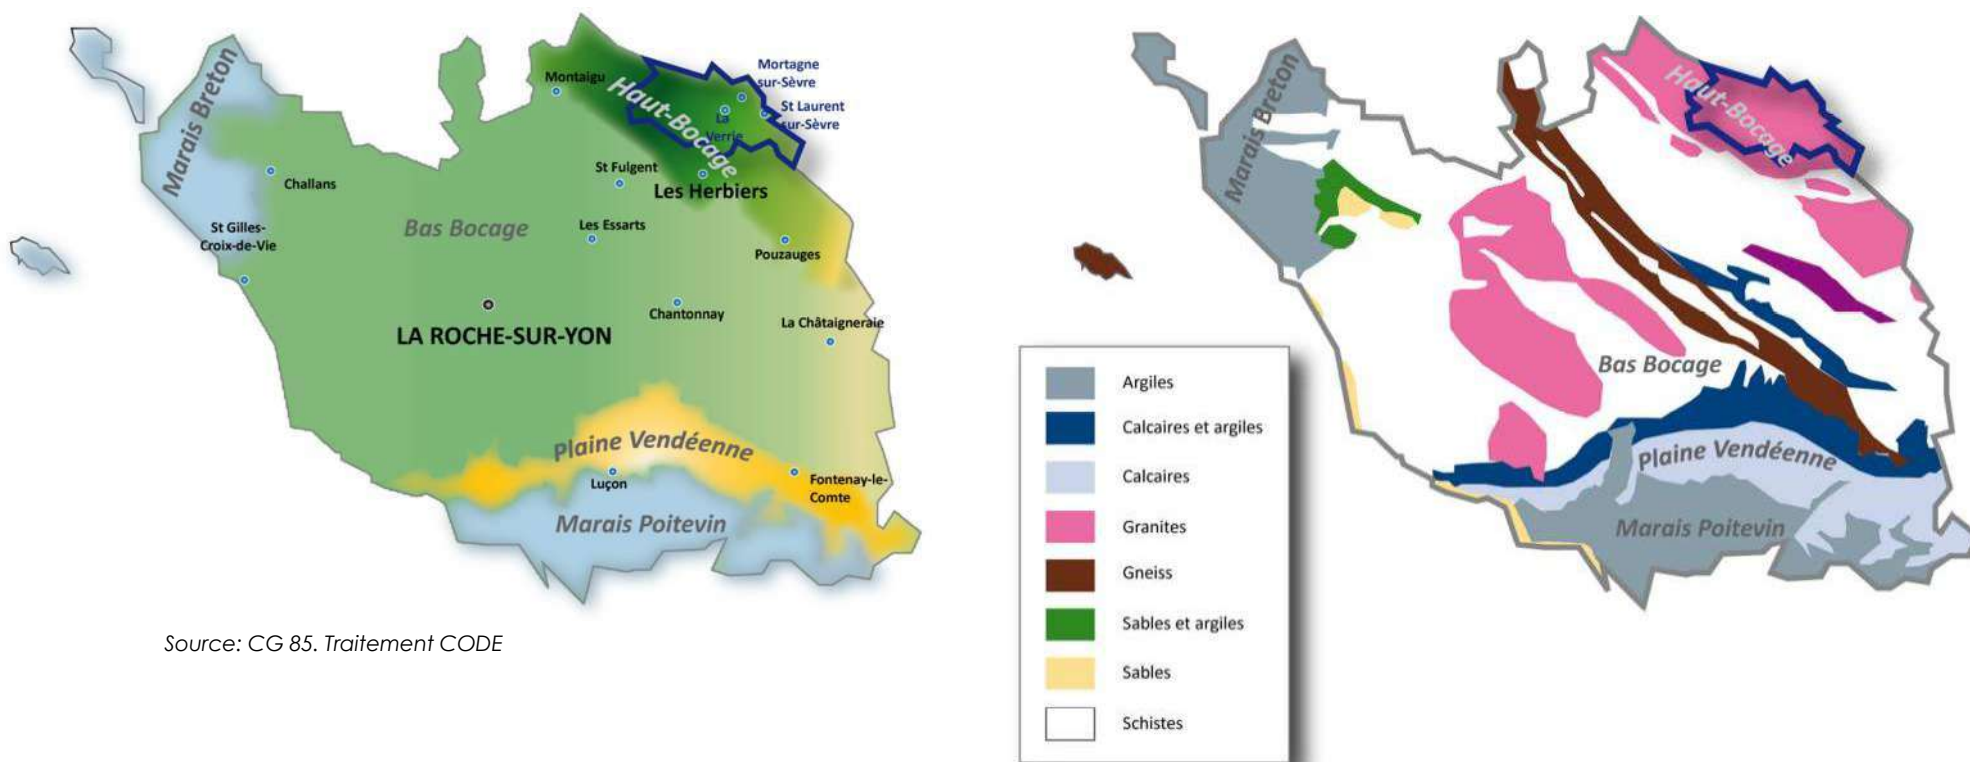 Marais Breton
Montaigu
Haut-Bocage
Mortagne
sur-Sèvre
La
Verrie
St Laurent
sur-Sèvre
Challans
St Fulgent
Les Herbiers
St Gilles-
Croix-de-Vie
Bas Bocage
Les Essarts
Pouzauges
LA ROCHE-SUR-YON
Chantonnay
La Châtaigneraie
Plaine Vendéenne
Luçon
Fontenay-le-
Comte
Marais Poitevin
Source: CG 85. Traitement CODE
Marais Breton
Haut-Bocage
Bas Bocage
Plaine Vendéenne
Marais Poitevin
Argiles
Calcaires et argiles
Calcaires
Granites
Gneiss
Sables et argiles
Sables
Schistes